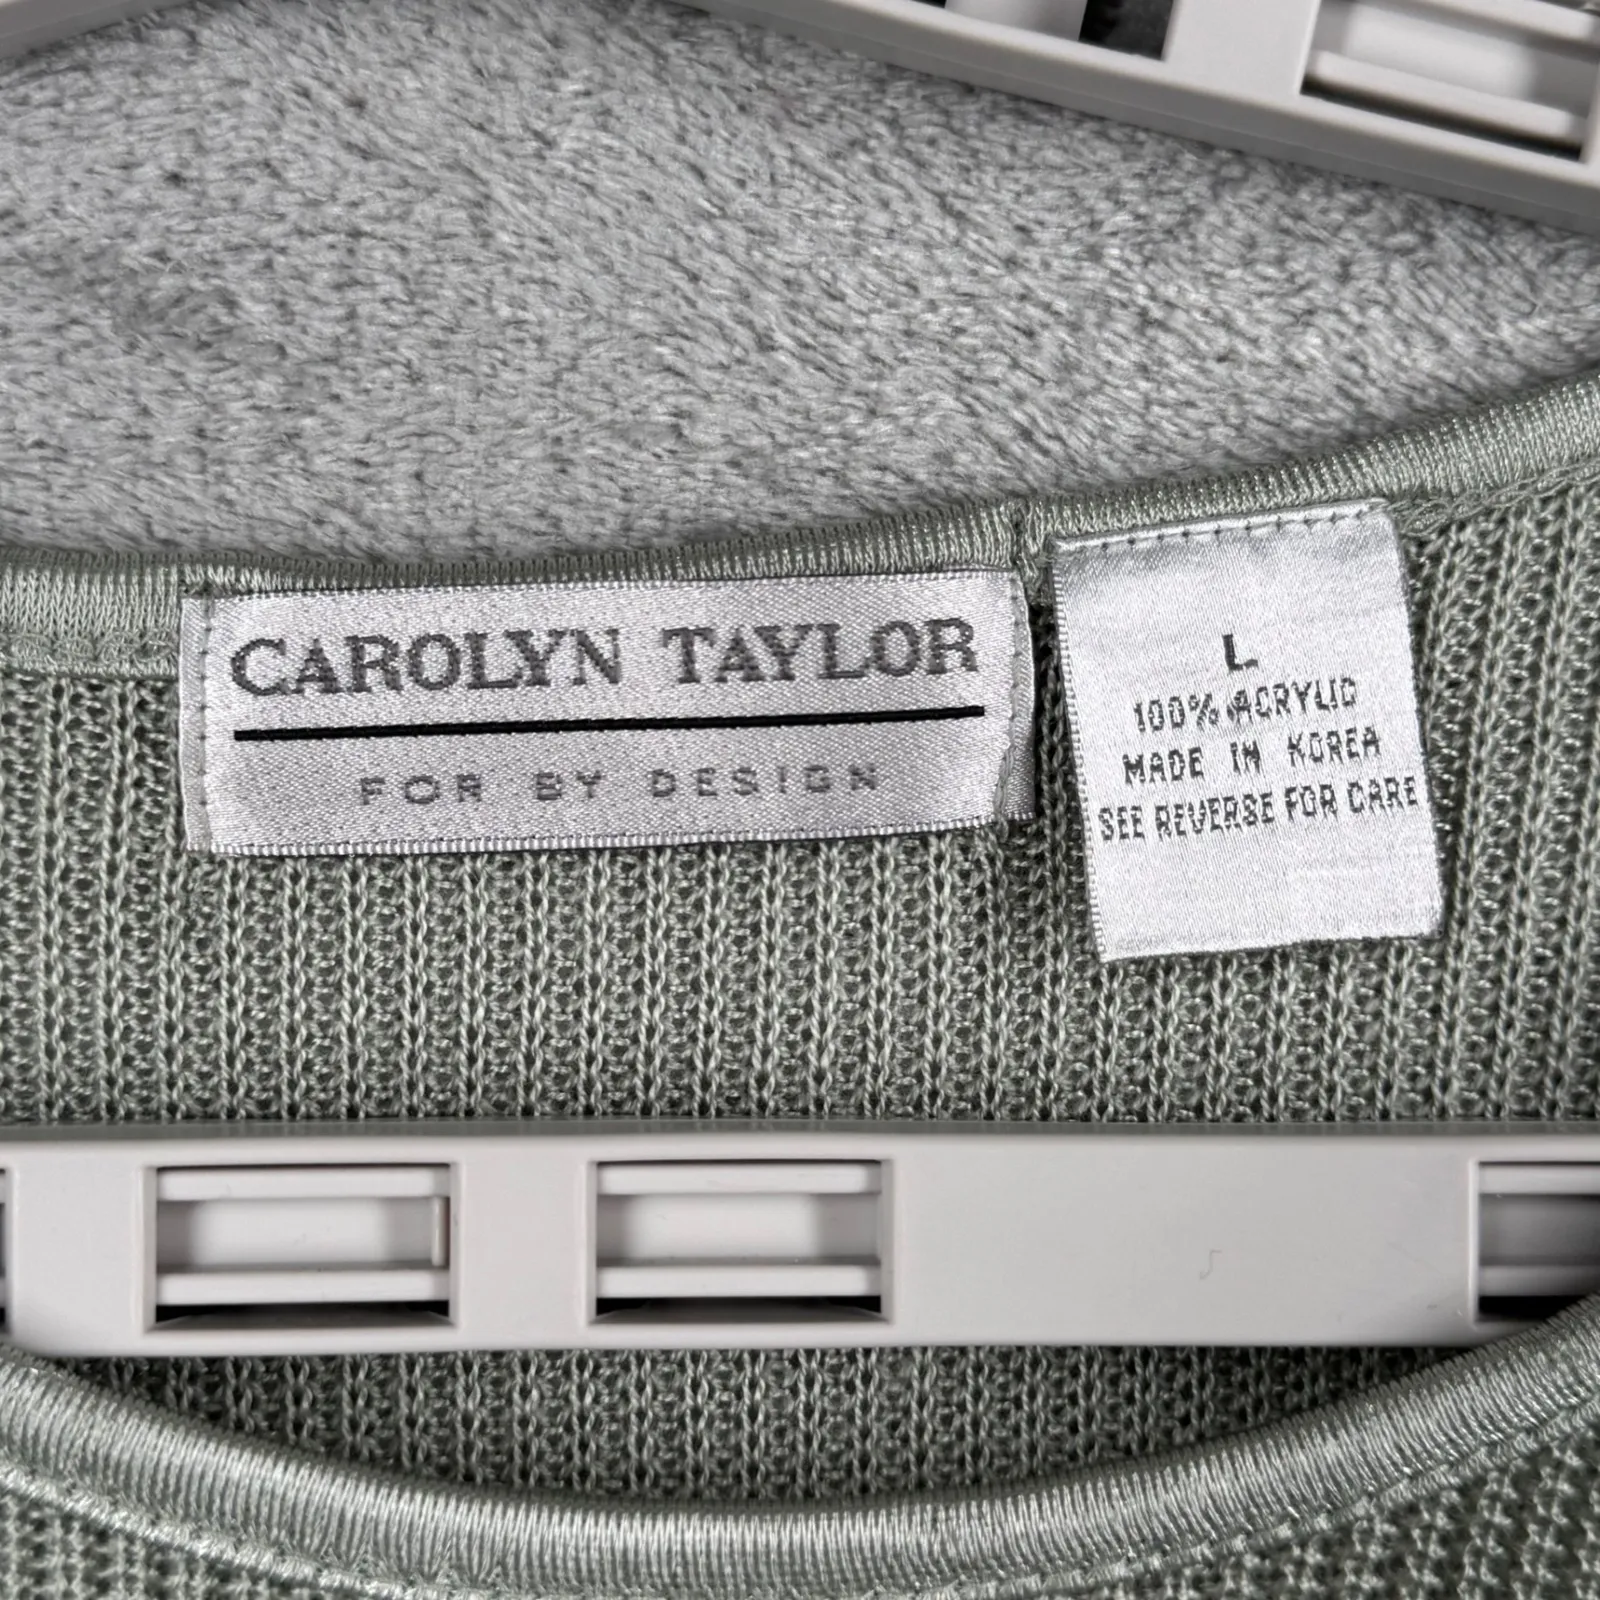 CAROLYN TAYLOR
FOR BY DESIGN
L
100% ACRYLIC
MADE IN KOREA
SEE REVERSE FOR CARE